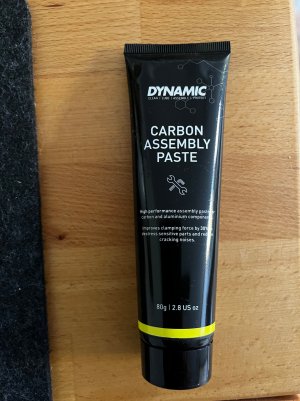 DYNAMIC
CLEAN | LUBE | ASSEMBLE | PROTECT
CARBON
ASSEMBLY
PASTE
High performance assembly paste for
carbon and aluminium components.
Improves clamping force by 30%
sensitive parts and
cracking noises.
80g | 2.8 US oz